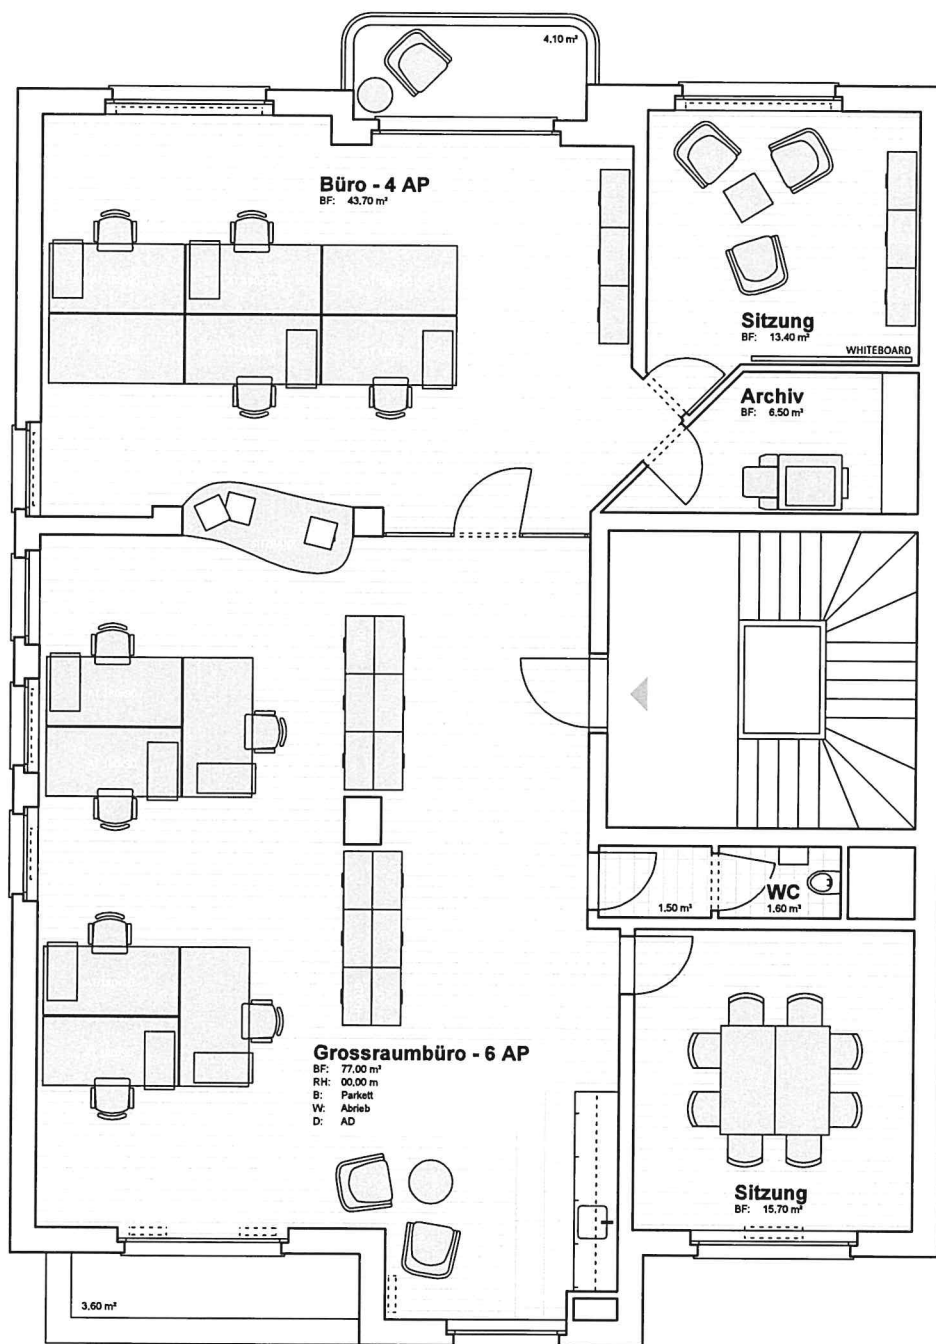 4.10 m²
Büro - 4 AP
BF: 43.70 m²
Sitzung
BF: 13.40 m²
WHITEBOARD
Archiv
BF: 6.50 m²
WC
1.50 m²
1.60 m²
Grossraumbüro - 6 AP
BF: 77.00 m²
RH: 00.00 m
B: Parkett
W: Abrieb
D: AD
Sitzung
BF: 15.70 m²
3.60 m²